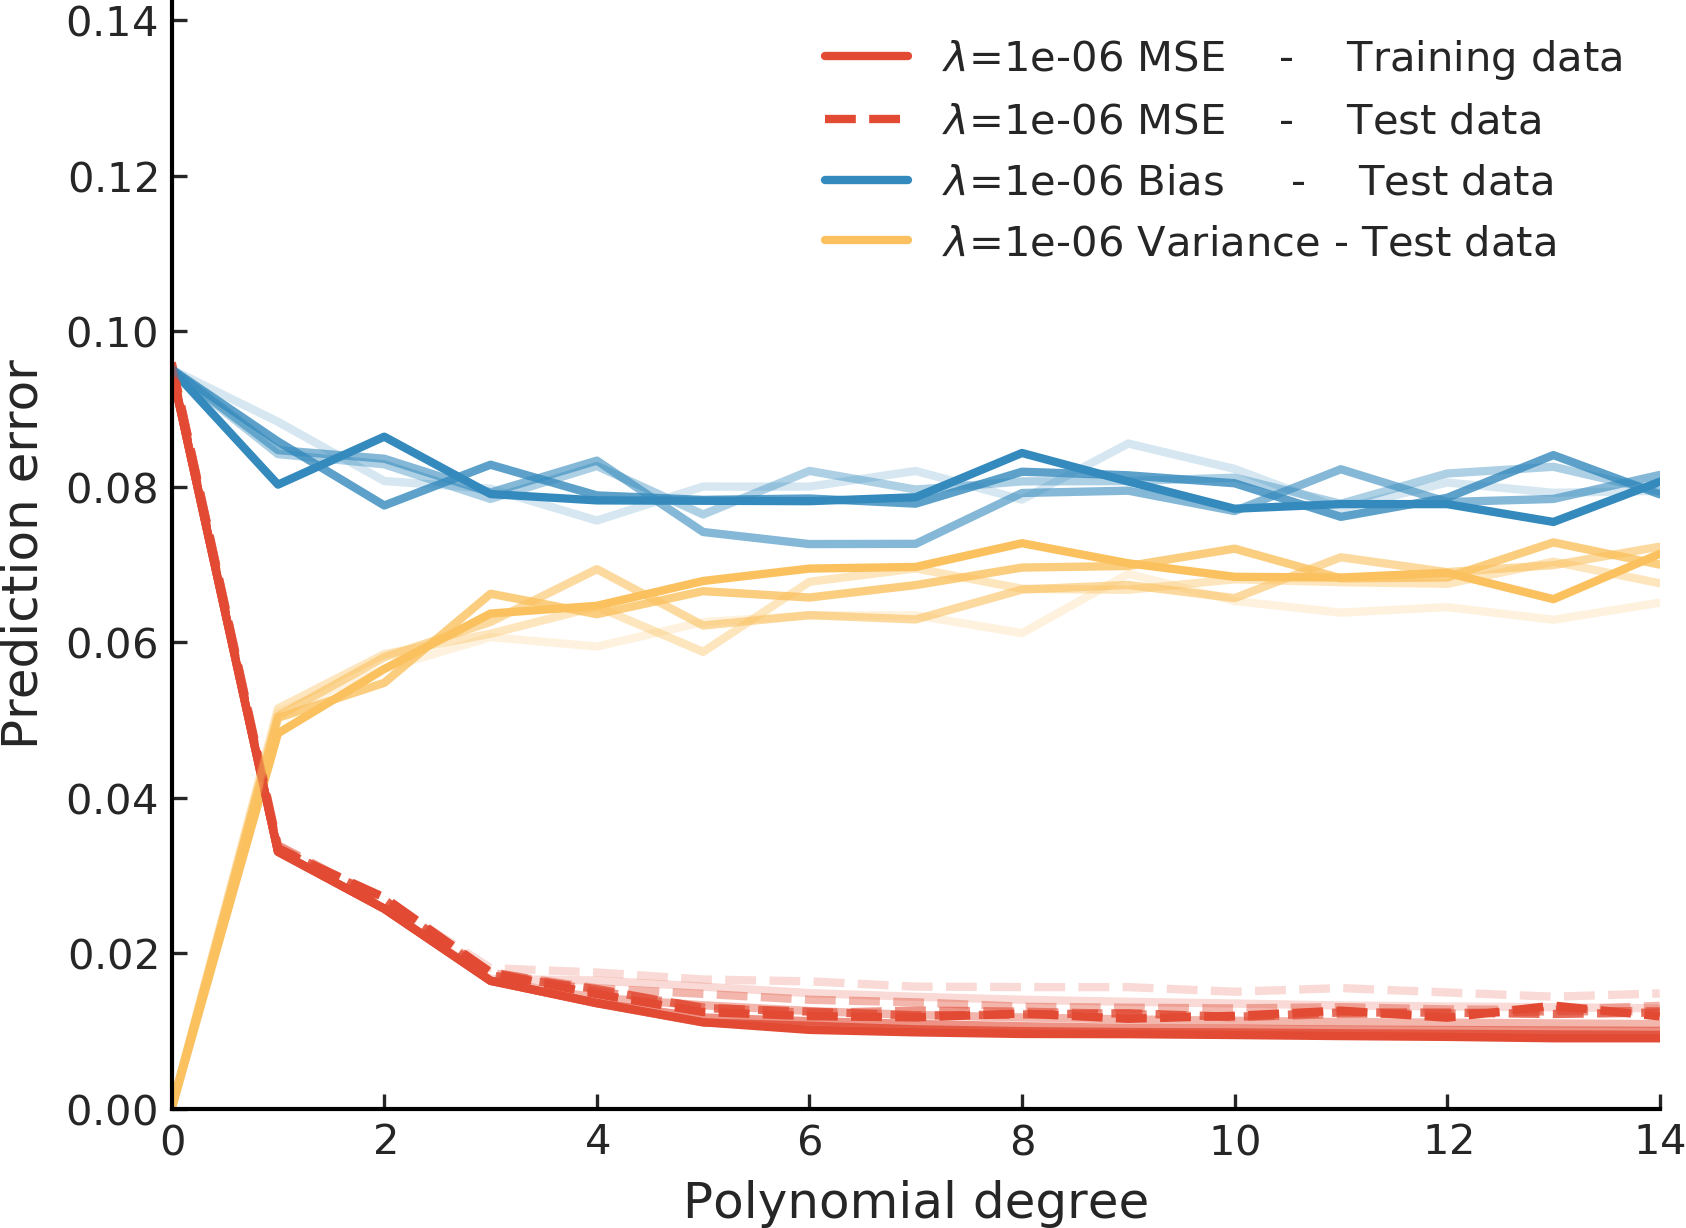 0.14
0.12
0.10
0.08
0.06
0.04
0.02
0.00
Prediction error
λ=1e-06 MSE - Training data
λ=1e-06 MSE - Test data
λ=1e-06 Bias - Test data
λ=1e-06 Variance - Test data
0 2 4 6 8 10 12 14
Polynomial degree